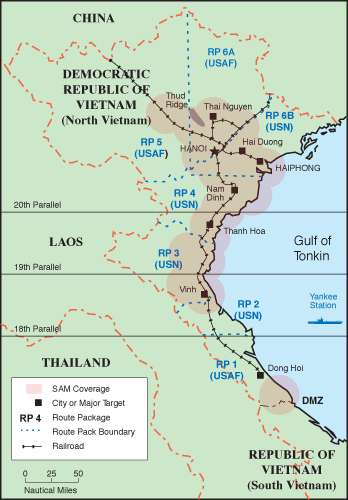 CHINA
RP 6A
(USAF)
DEMOCRATIC
REPUBLIC OF
VIETNAM
(North Vietnam)
Thud
Ridge
Thai Nguyen
RP 6B
(USN)
RP 5
(USAF)
HANOI
Hai Duong
HAIPHONG
RP 4
(USN)
Nam
Dinh
20th Parallel
Thanh Hoa
LAOS
Gulf of
Tonkin
RP 3
(USN)
19th Parallel
Vinh
RP 2
(USN)
Yankee
Station
18th Parallel
THAILAND
RP 1
(USAF)
Dong Hoi
DMZ
SAM Coverage
City or Major Target
RP 4 Route Package
Route Pack Boundary
Railroad
0 25 50
Nautical Miles
REPUBLIC OF
VIETNAM
(South Vietnam)